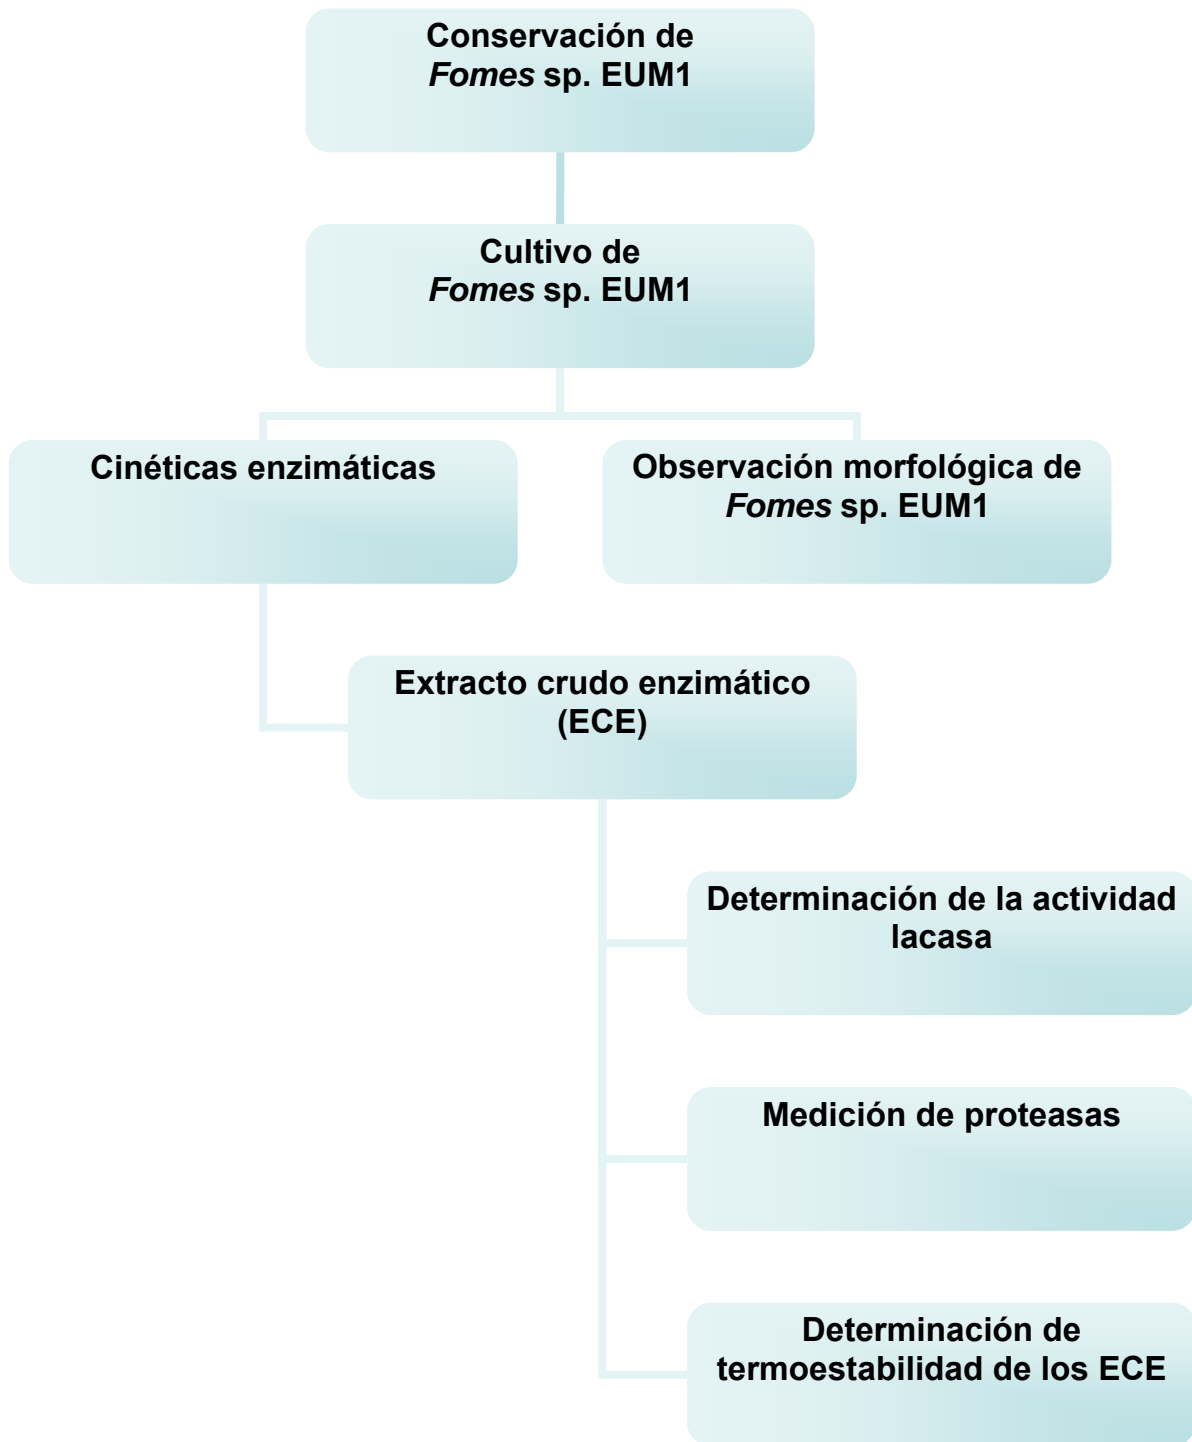 Conservación de
Fomes sp. EUM1
Cultivo de
Fomes sp. EUM1
Cinéticas enzimáticas
Observación morfológica de
Fomes sp. EUM1
Extracto crudo enzimático
(ECE)
Determinación de la actividad
lacasa
Medición de proteasas
Determinación de
termoestabilidad de los ECE